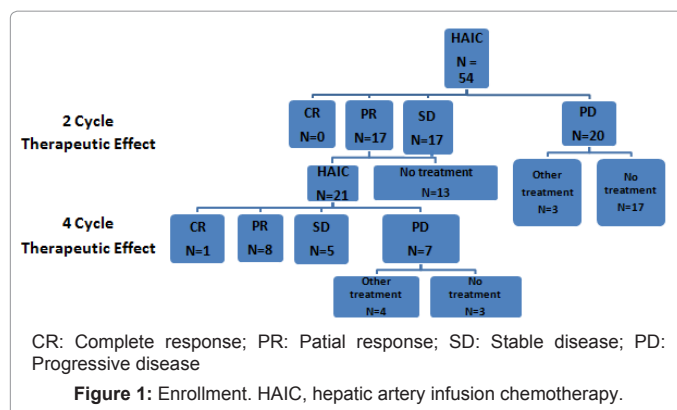 HAIC
N =
54
2 Cycle
Therapeutic Effect
CR
N=0
PR
N=17
SD
N=17
PD
N=20
HAIC
N=21
No treatment
N=13
Other
treatment
N=3
No
treatment
N=17
4 Cycle
Therapeutic Effect
CR
N=1
PR
N=8
SD
N=5
PD
N=7
Other
treatment
N=4
No
treatment
N=3
CR: Complete response; PR: Patial response; SD: Stable disease; PD:
Progressive disease
Figure 1: Enrollment. HAIC, hepatic artery infusion chemotherapy.